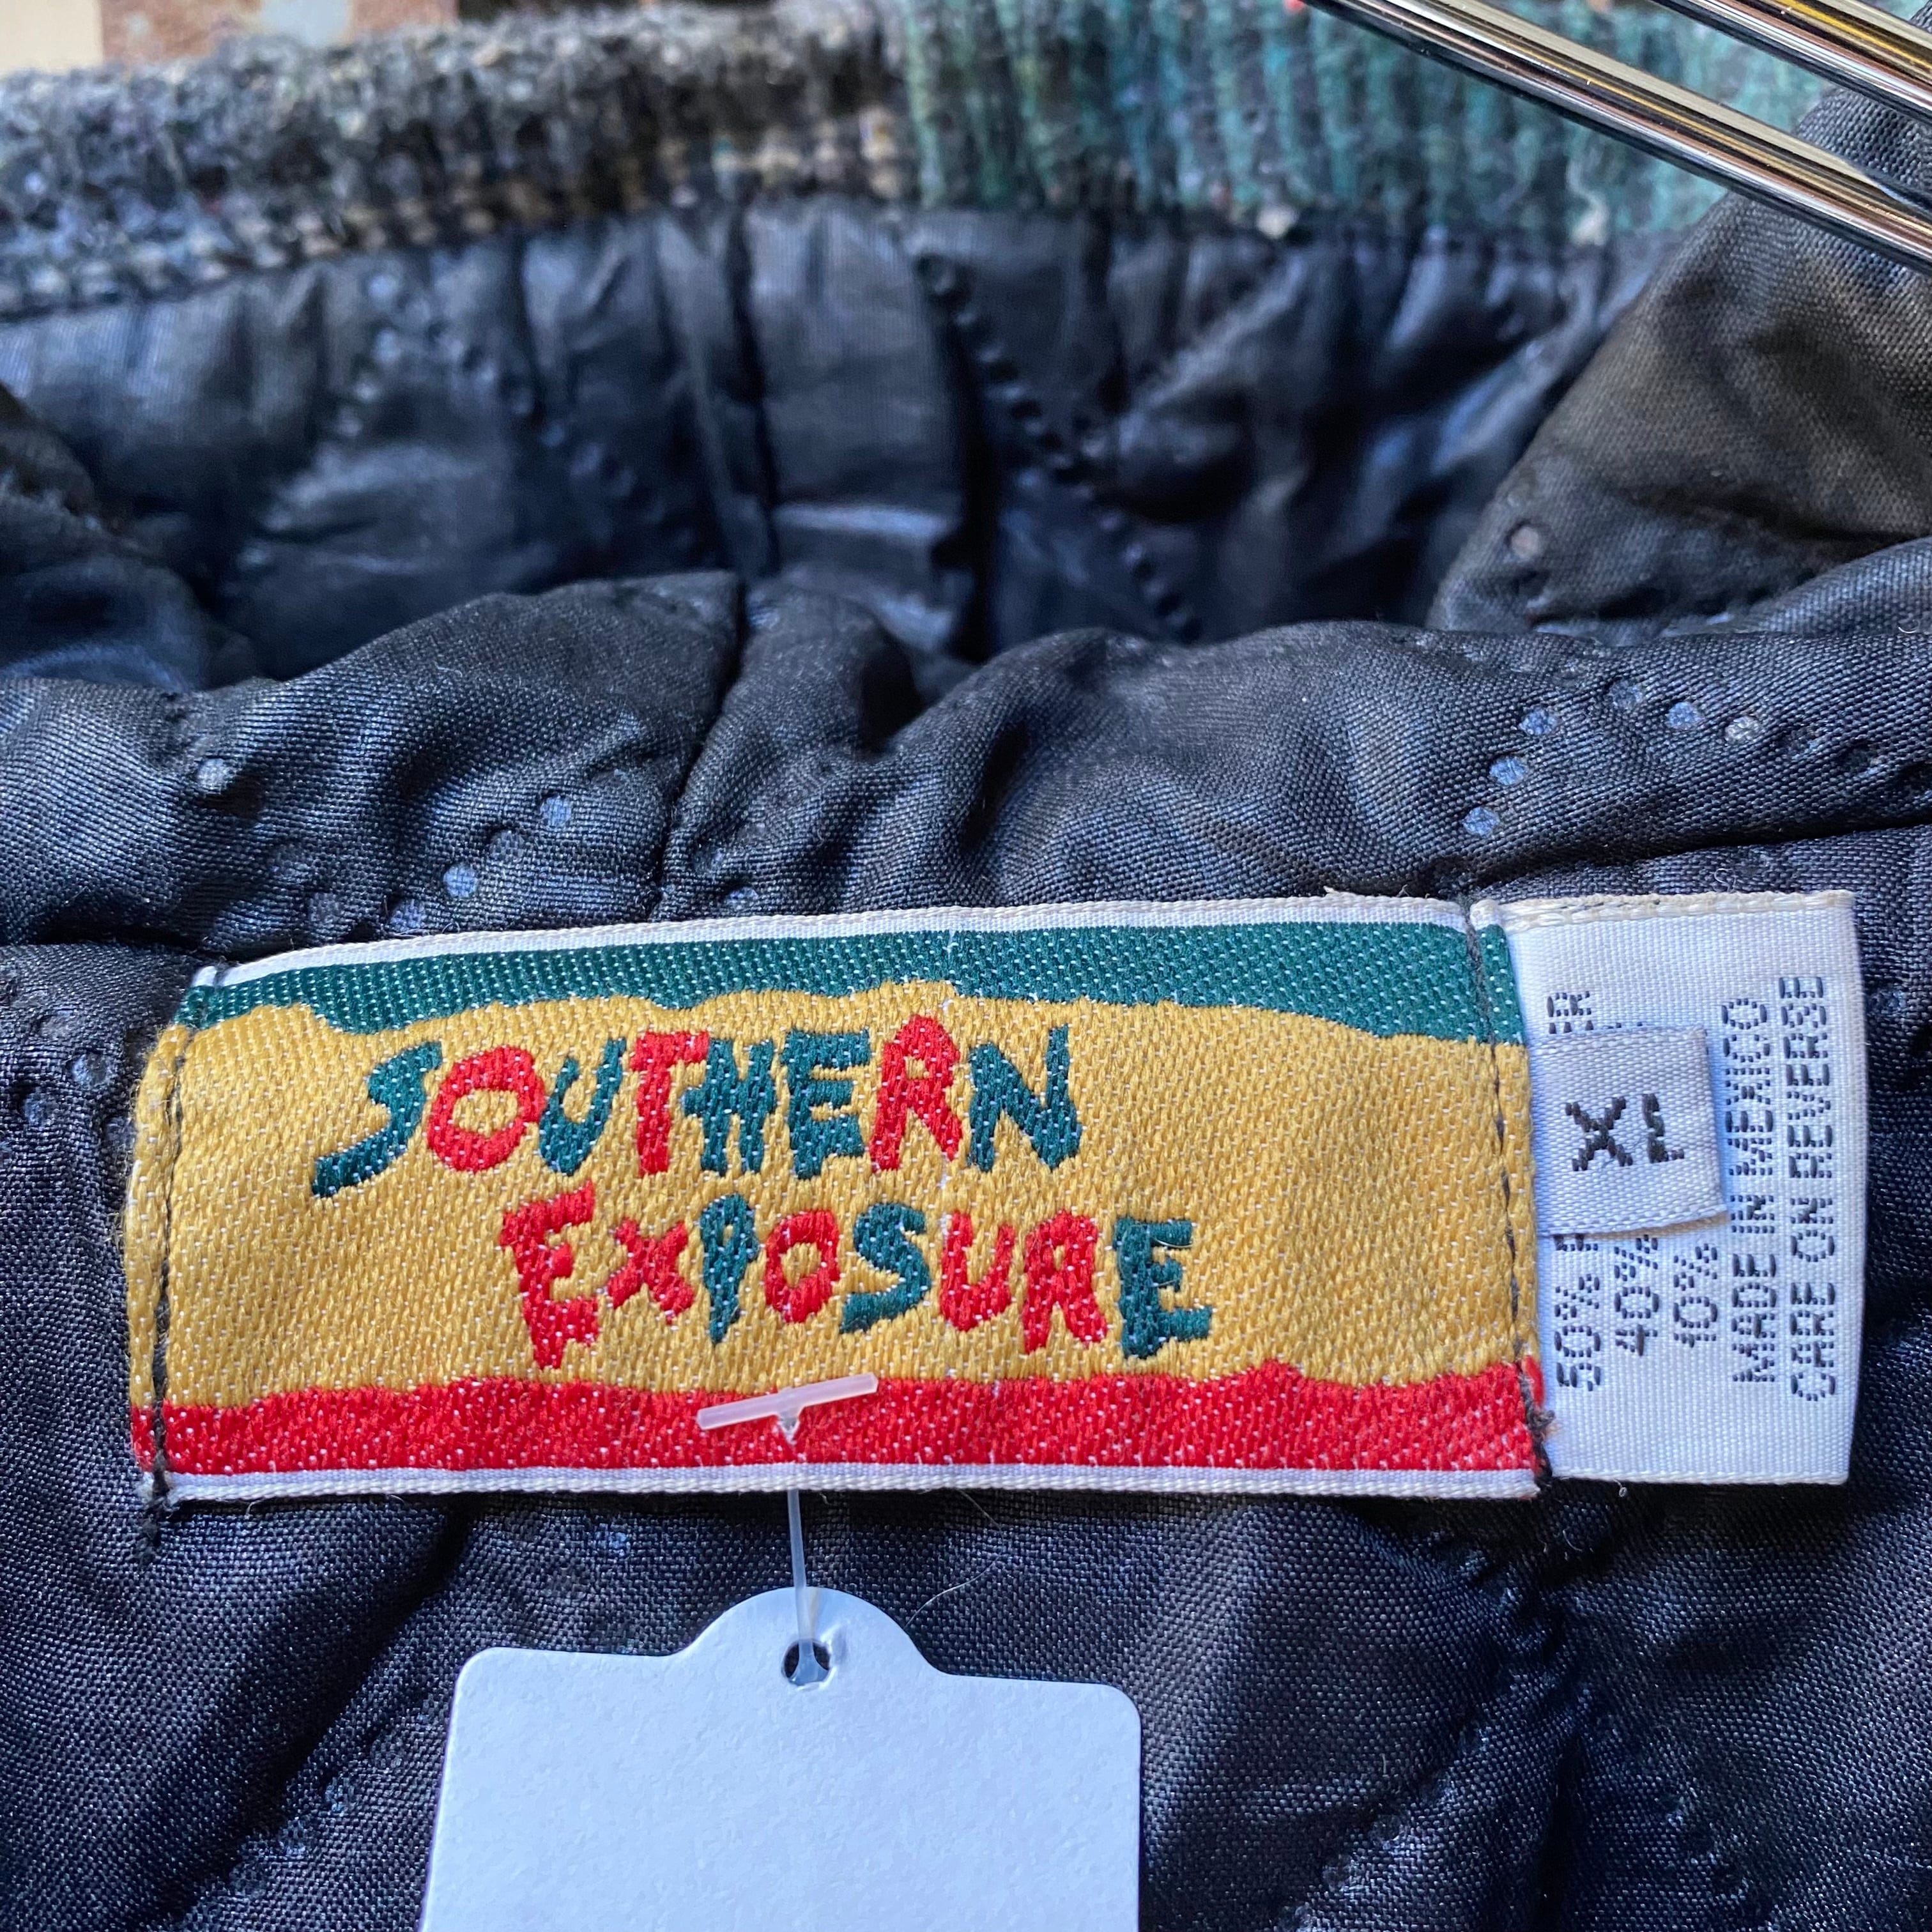 SOUTHERN
EXPOSURE
XL
50%
40%
10%
MADE IN MEXICO
CARE ON REVERSE